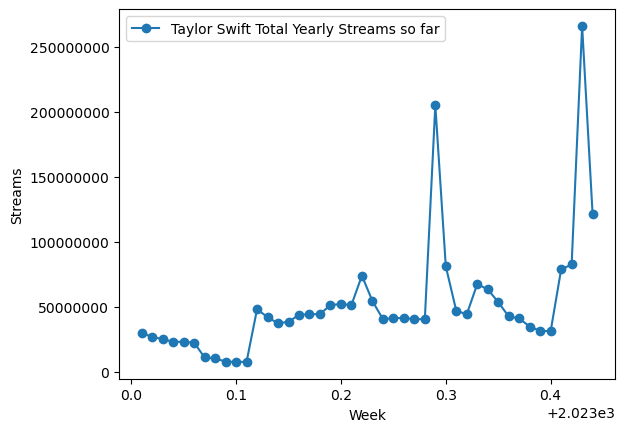 Taylor Swift Total Yearly Streams so far
250000000
200000000
150000000
100000000
50000000
0
Streams
0.0 0.1 0.2 0.3 0.4
Week
+2.023e3